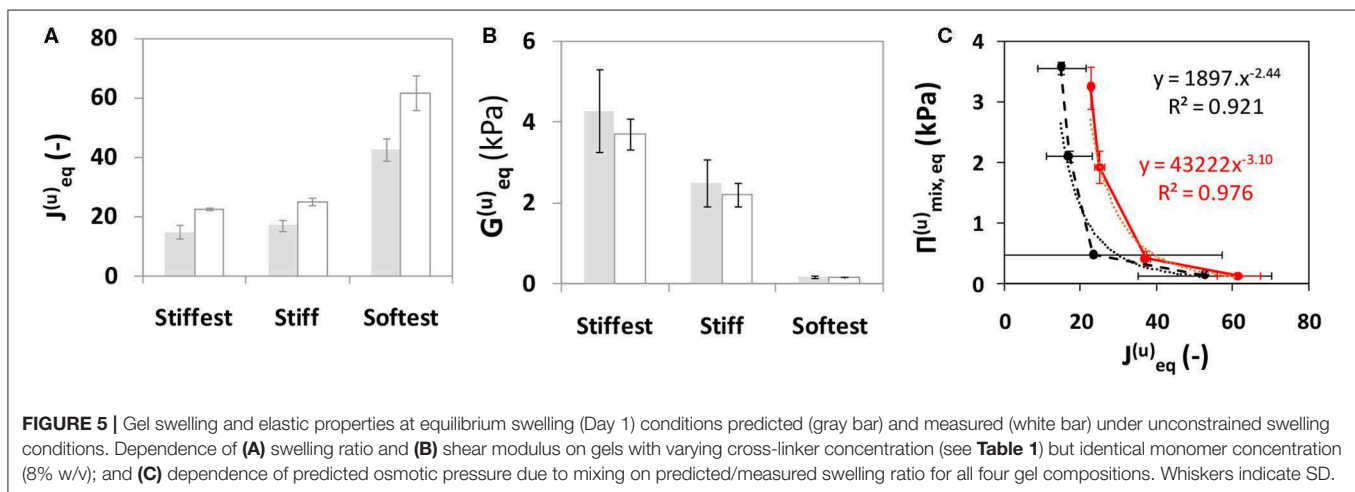 A
J(u)eq (-)
80
60
40
20
0
Stiffest Stiff Softest
B
G(u)eq (kPa)
6
4
2
0
Stiffest Stiff Softest
C
Π(u)mix, eq (kPa)
4
3
2
1
0
y = 1897.x-2.44
R² = 0.921
y = 43222x-3.10
R² = 0.976
0 20 40 60 80
J(u)eq (-)
FIGURE 5 | Gel swelling and elastic properties at equilibrium swelling (Day 1) conditions predicted (gray bar) and measured (white bar) under unconstrained swelling
conditions. Dependence of (A) swelling ratio and (B) shear modulus on gels with varying cross-linker concentration (see Table 1) but identical monomer concentration
(8% w/v); and (C) dependence of predicted osmotic pressure due to mixing on predicted/measured swelling ratio for all four gel compositions. Whiskers indicate SD.